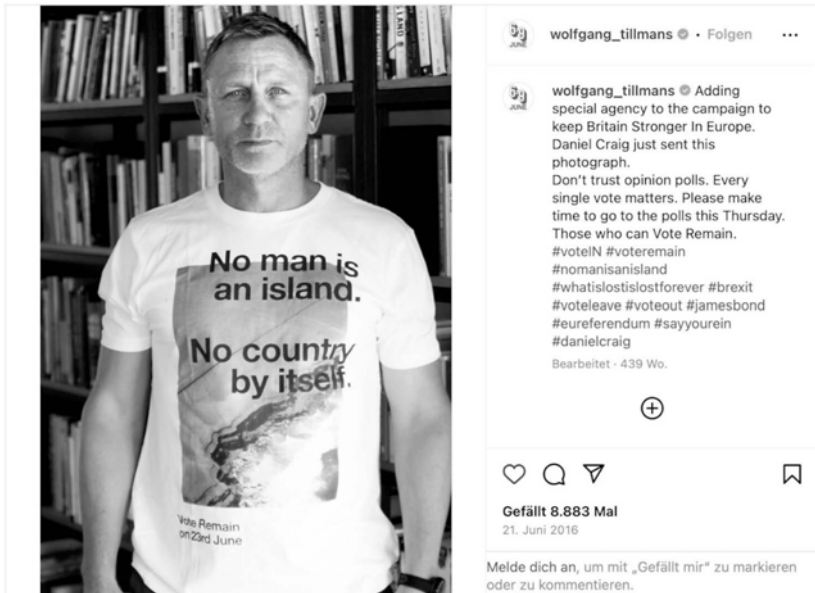 No man is
an island.
No country
by itself.
Vote Remain
on 23rd June
wolfgang_tillmans • Folgen
wolfgang_tillmans Adding
special agency to the campaign to
keep Britain Stronger In Europe.
Daniel Craig just sent this
photograph.
Don't trust opinion polls. Every
single vote matters. Please make
time to go to the polls this Thursday.
Those who can Vote Remain.
#voteIN #voteremain
#nomanisanisland
#whatislostislostforever #brexit
#voteleave #voteout #jamesbond
#eureferendum #sayyourein
#danielcraig
Bearbeitet · 439 Wo.
Gefällt 8.883 Mal
21. Juni 2016
Melde dich an, um mit „Gefällt mir“ zu markieren
oder zu kommentieren.